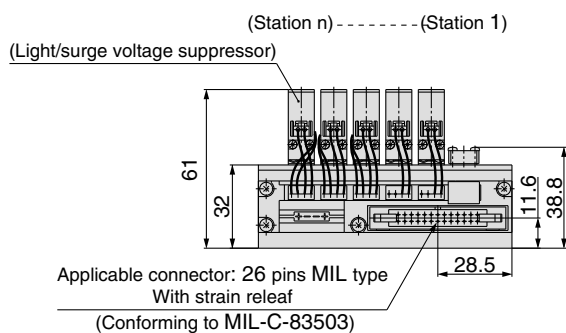 (Station n) - - - - - - - (Station 1)
(Light/surge voltage suppressor)
61
32
11.6
38.8
28.5
Applicable connector: 26 pins MIL type
With strain releaf
(Conforming to MIL-C-83503)